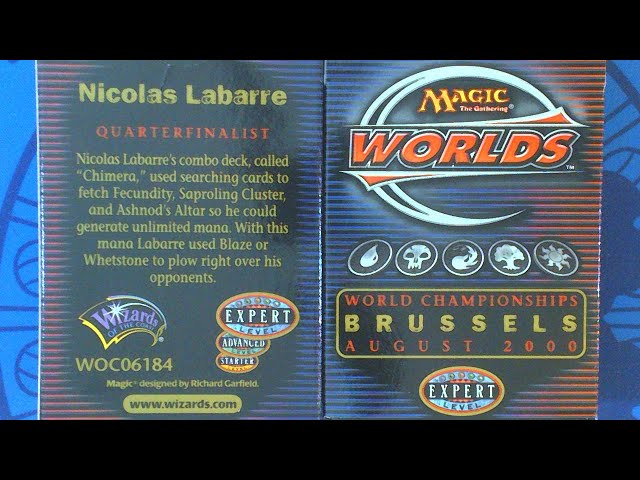 Nicolas Labarre
QUARTERFINALIST
Nicolas Labarre's combo deck, called
"Chimera," used searching cards to
fetch Fecundity, Saproling Cluster,
and Ashnod's Altar so he could
generate unlimited mana. With this
mana Labarre used Blaze or
Whetstone to plow right over his
opponents.
Wizards
OF THE COAST
®
EXPERT
LEVEL
ADVANCED
LEVEL
STARTER
LEVEL
WOC06184
Magic® designed by Richard Garfield.
www.wizards.com
MAGIC
The Gathering®
WORLDS™
WORLD CHAMPIONSHIPS
BRUSSELS
AUGUST 2000
EXPERT
LEVEL